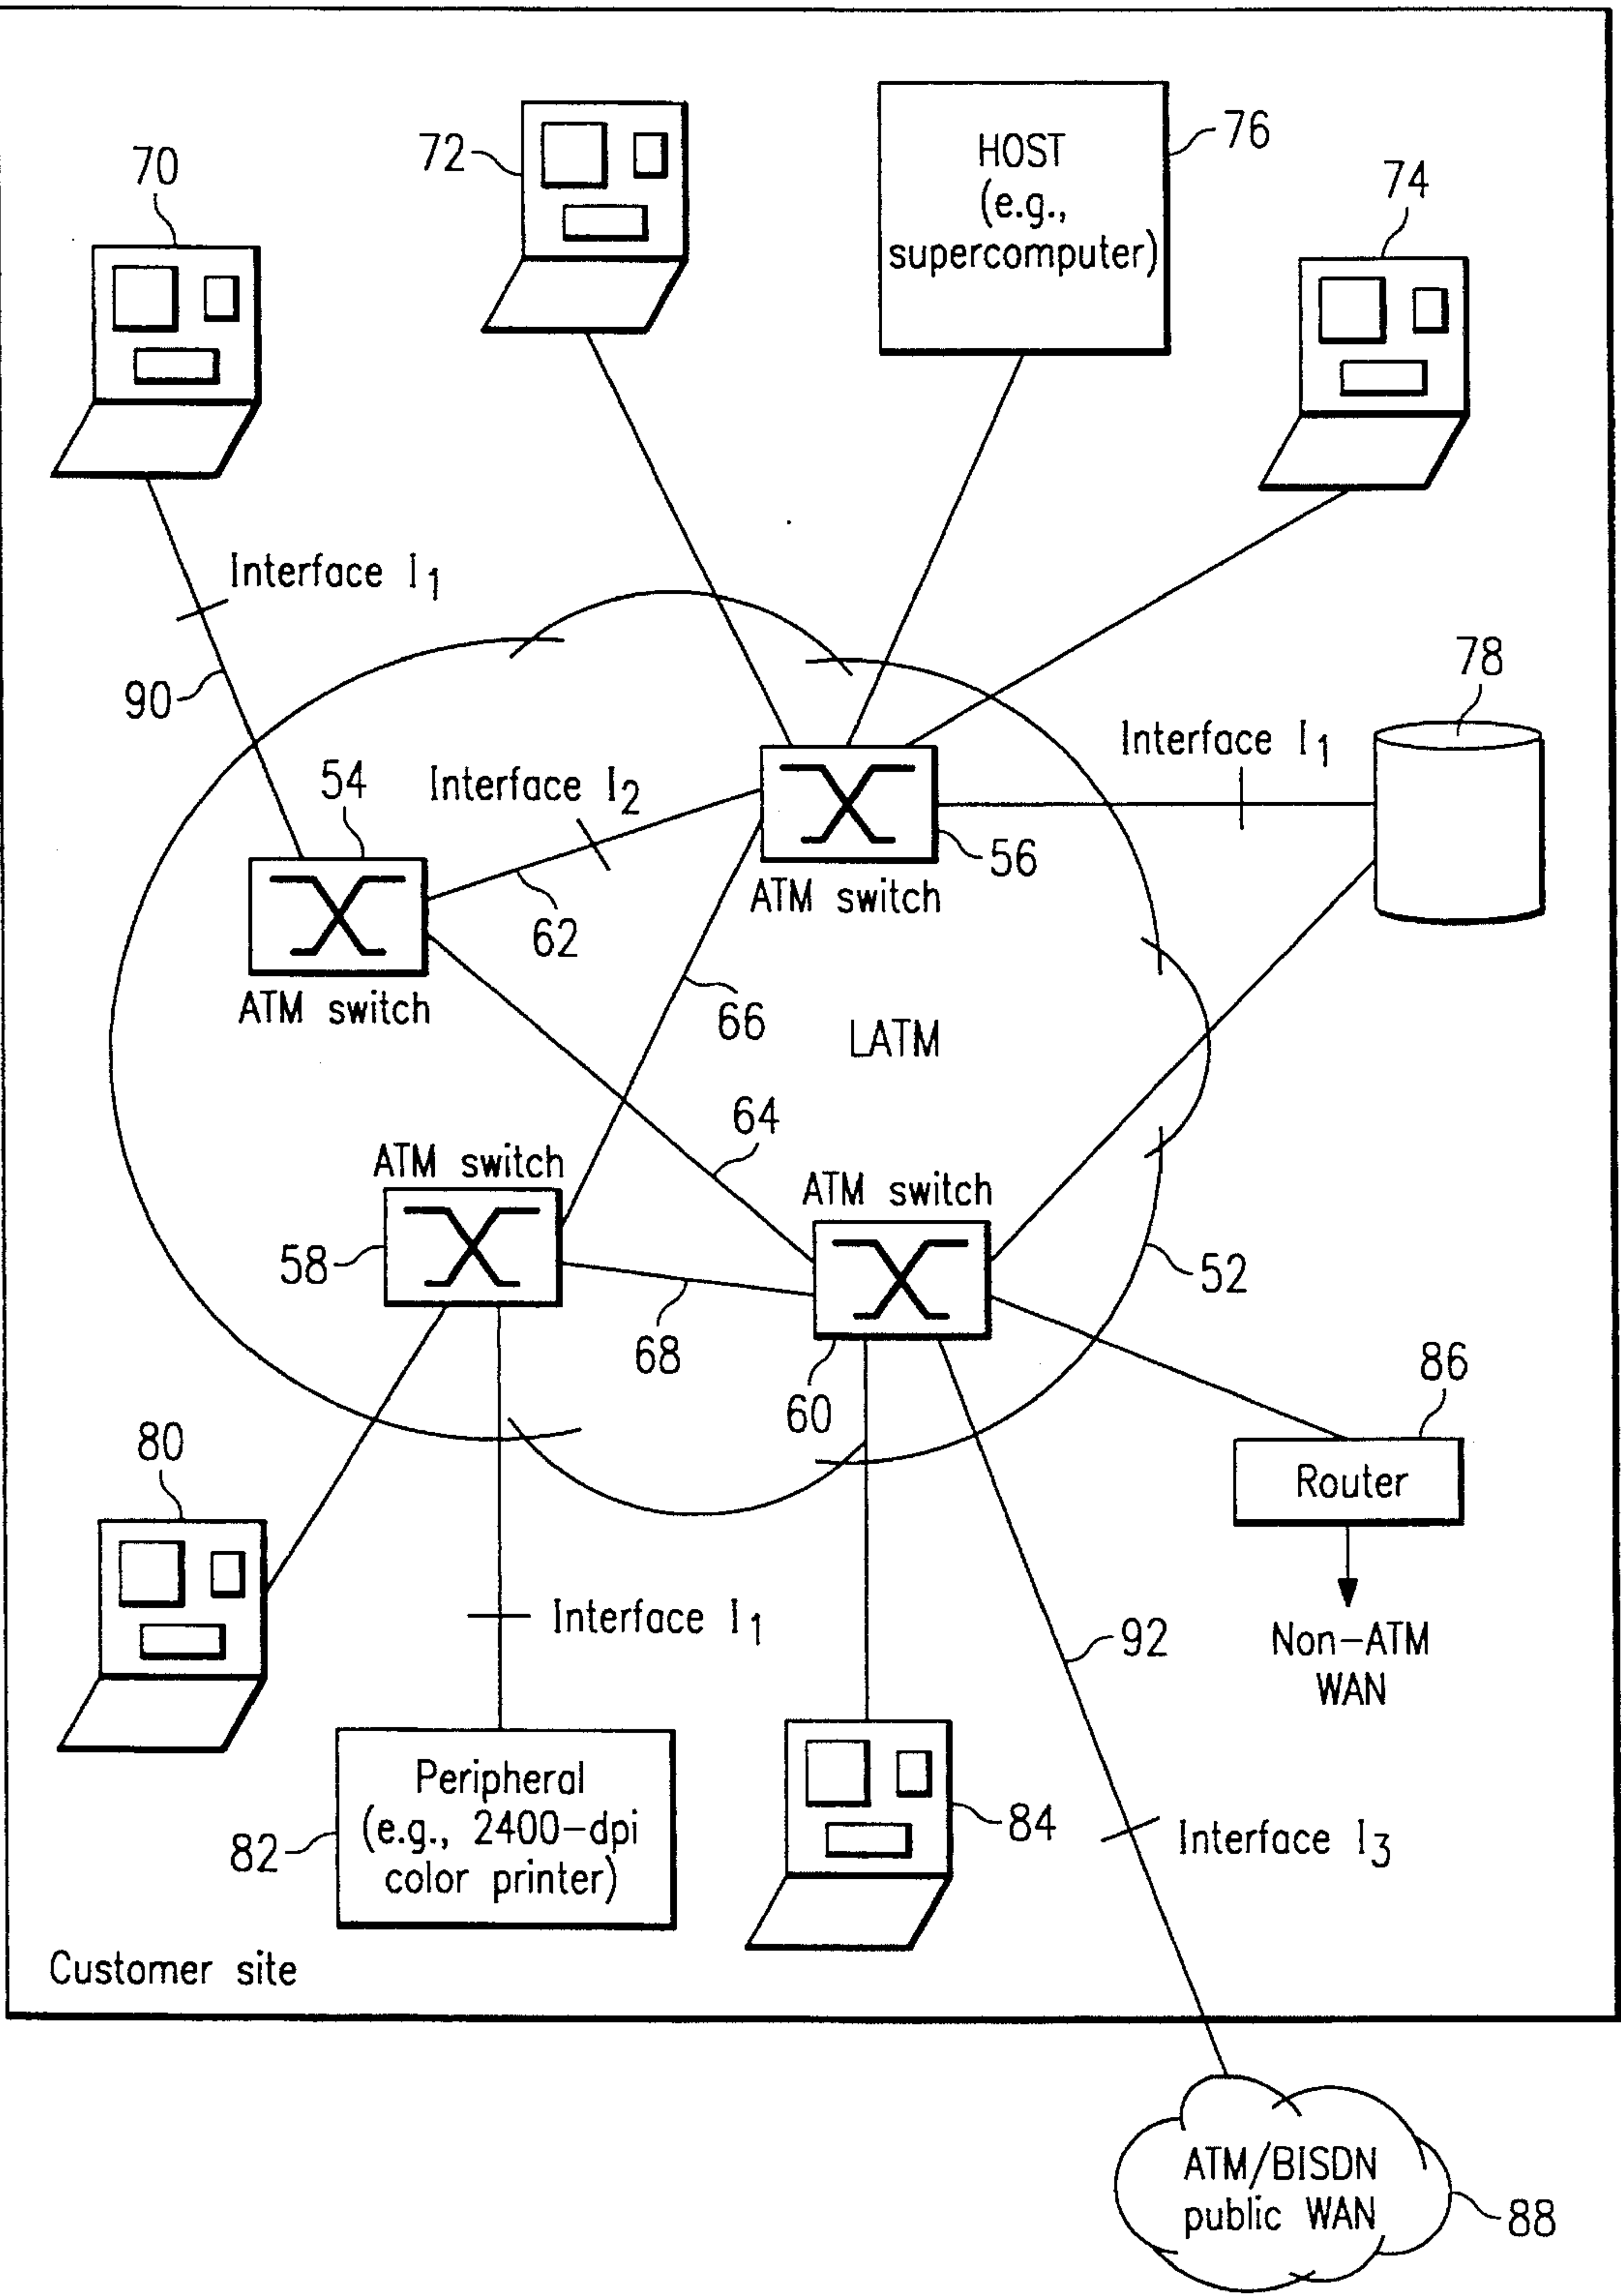 70
72
HOST
(e.g.,
supercomputer)
76
74
Interface I1
90
78
Interface I1
54
Interface I2
56
ATM switch
62
ATM switch
66
LATM
64
ATM switch
ATM switch
58
52
68
60
86
Router
80
Interface I1
92
Non-ATM
WAN
Peripheral
(e.g., 2400-dpi
color printer)
82
84
Interface I3
Customer site
ATM/BISDN
public WAN
88